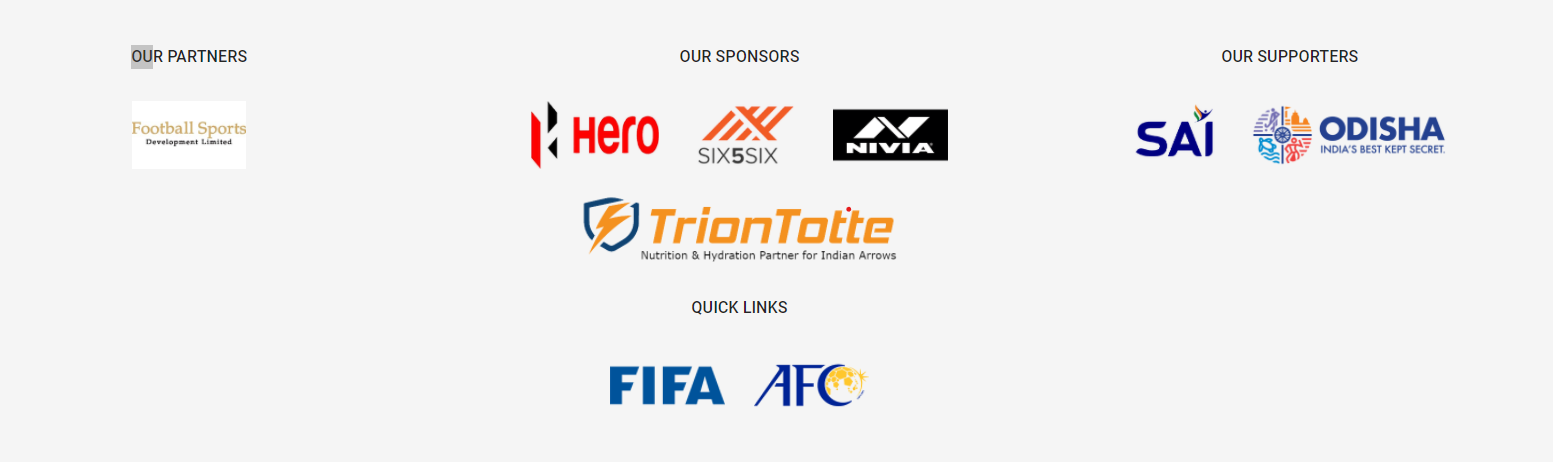 OUR PARTNERS
Football Sports
Development Limited
OUR SPONSORS
Hero
SIX5SIX
NIVIA
TrionTotte
Nutrition & Hydration Partner for Indian Arrows
OUR SUPPORTERS
SAI
ODISHA
INDIA'S BEST KEPT SECRET.
QUICK LINKS
FIFA
AFC